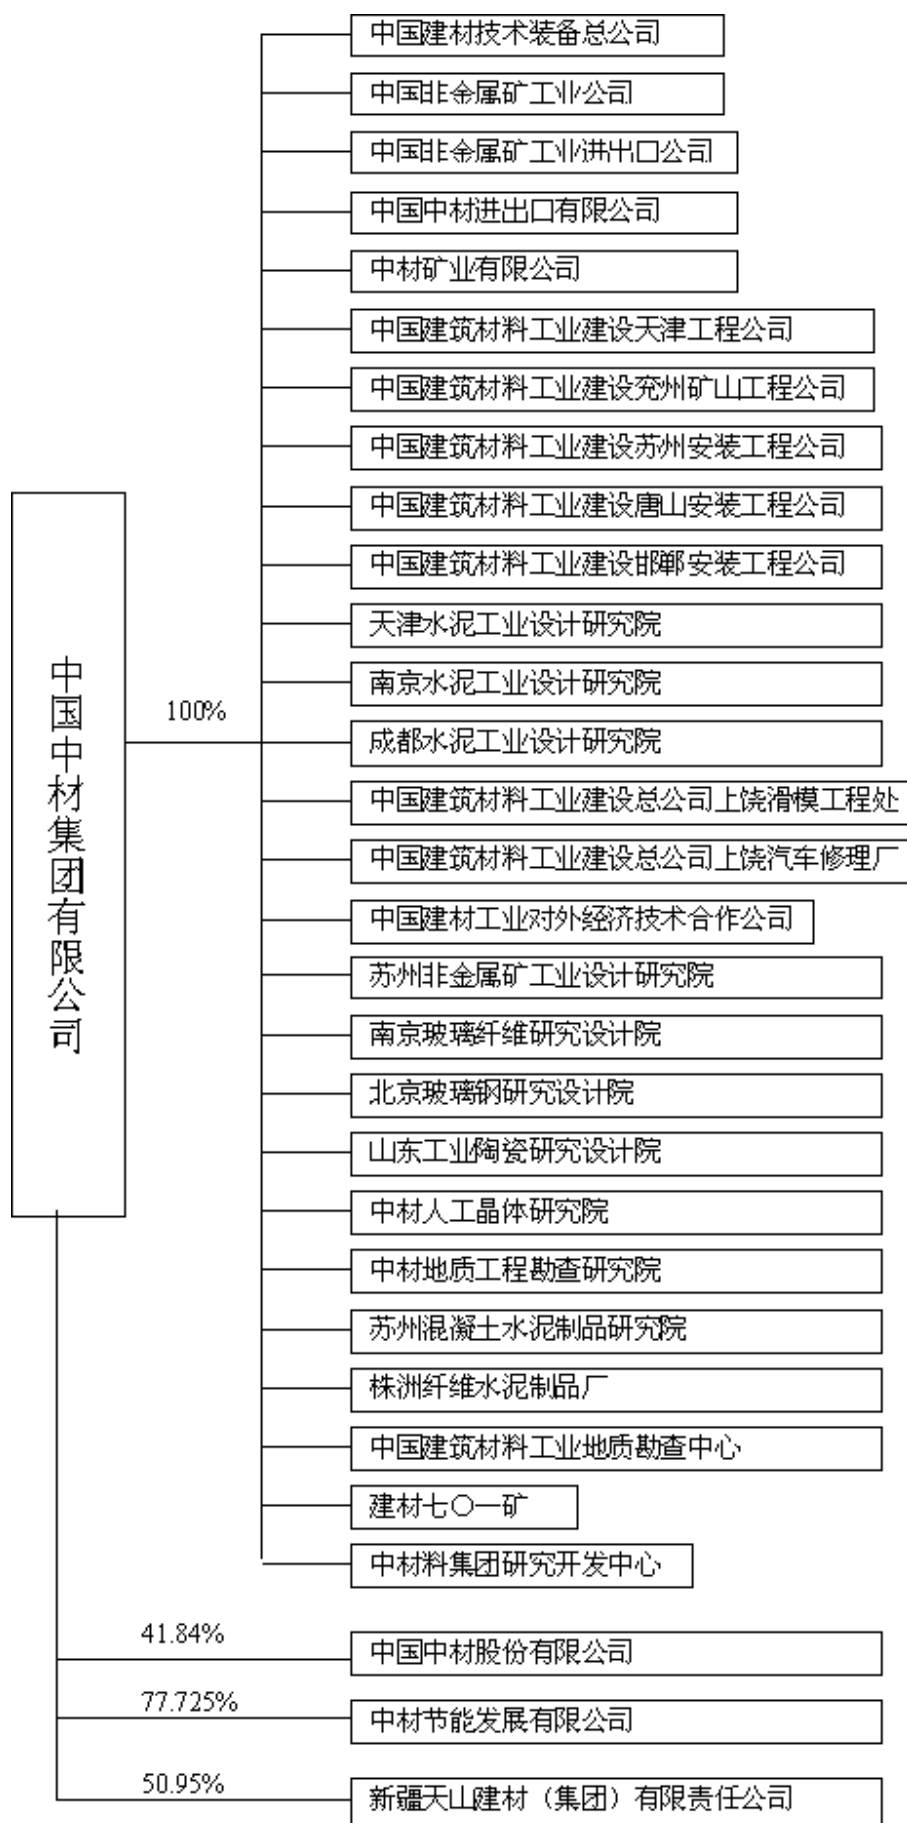 中国建材技术装备总公司
中国非金属矿工业公司
中国非金属矿工业进出口公司
中国中材进出口有限公司
中材矿业有限公司
中国建筑材料工业建设天津工程公司
中国建筑材料工业建设兖州矿山工程公司
中国建筑材料工业建设苏州安装工程公司
中国建筑材料工业建设唐山安装工程公司
中国建筑材料工业建设邯郸安装工程公司
天津水泥工业设计研究院
南京水泥工业设计研究院
中国中材集团有限公司
100%
成都水泥工业设计研究院
中国建筑材料工业建设总公司上饶滑模工程处
中国建筑材料工业建设总公司上饶汽车修理厂
中国建材工业对外经济技术合作公司
苏州非金属矿工业设计研究院
南京玻璃纤维研究设计院
北京玻璃钢研究设计院
山东工业陶瓷研究设计院
中材人工晶体研究院
中材地质工程勘查研究院
苏州混凝土水泥制品研究院
株洲纤维水泥制品厂
中国建筑材料工业地质勘查中心
建材七〇一矿
中材料集团研究开发中心
41.84%
中国中材股份有限公司
77.725%
中材节能发展有限公司
50.95%
新疆天山建材（集团）有限责任公司